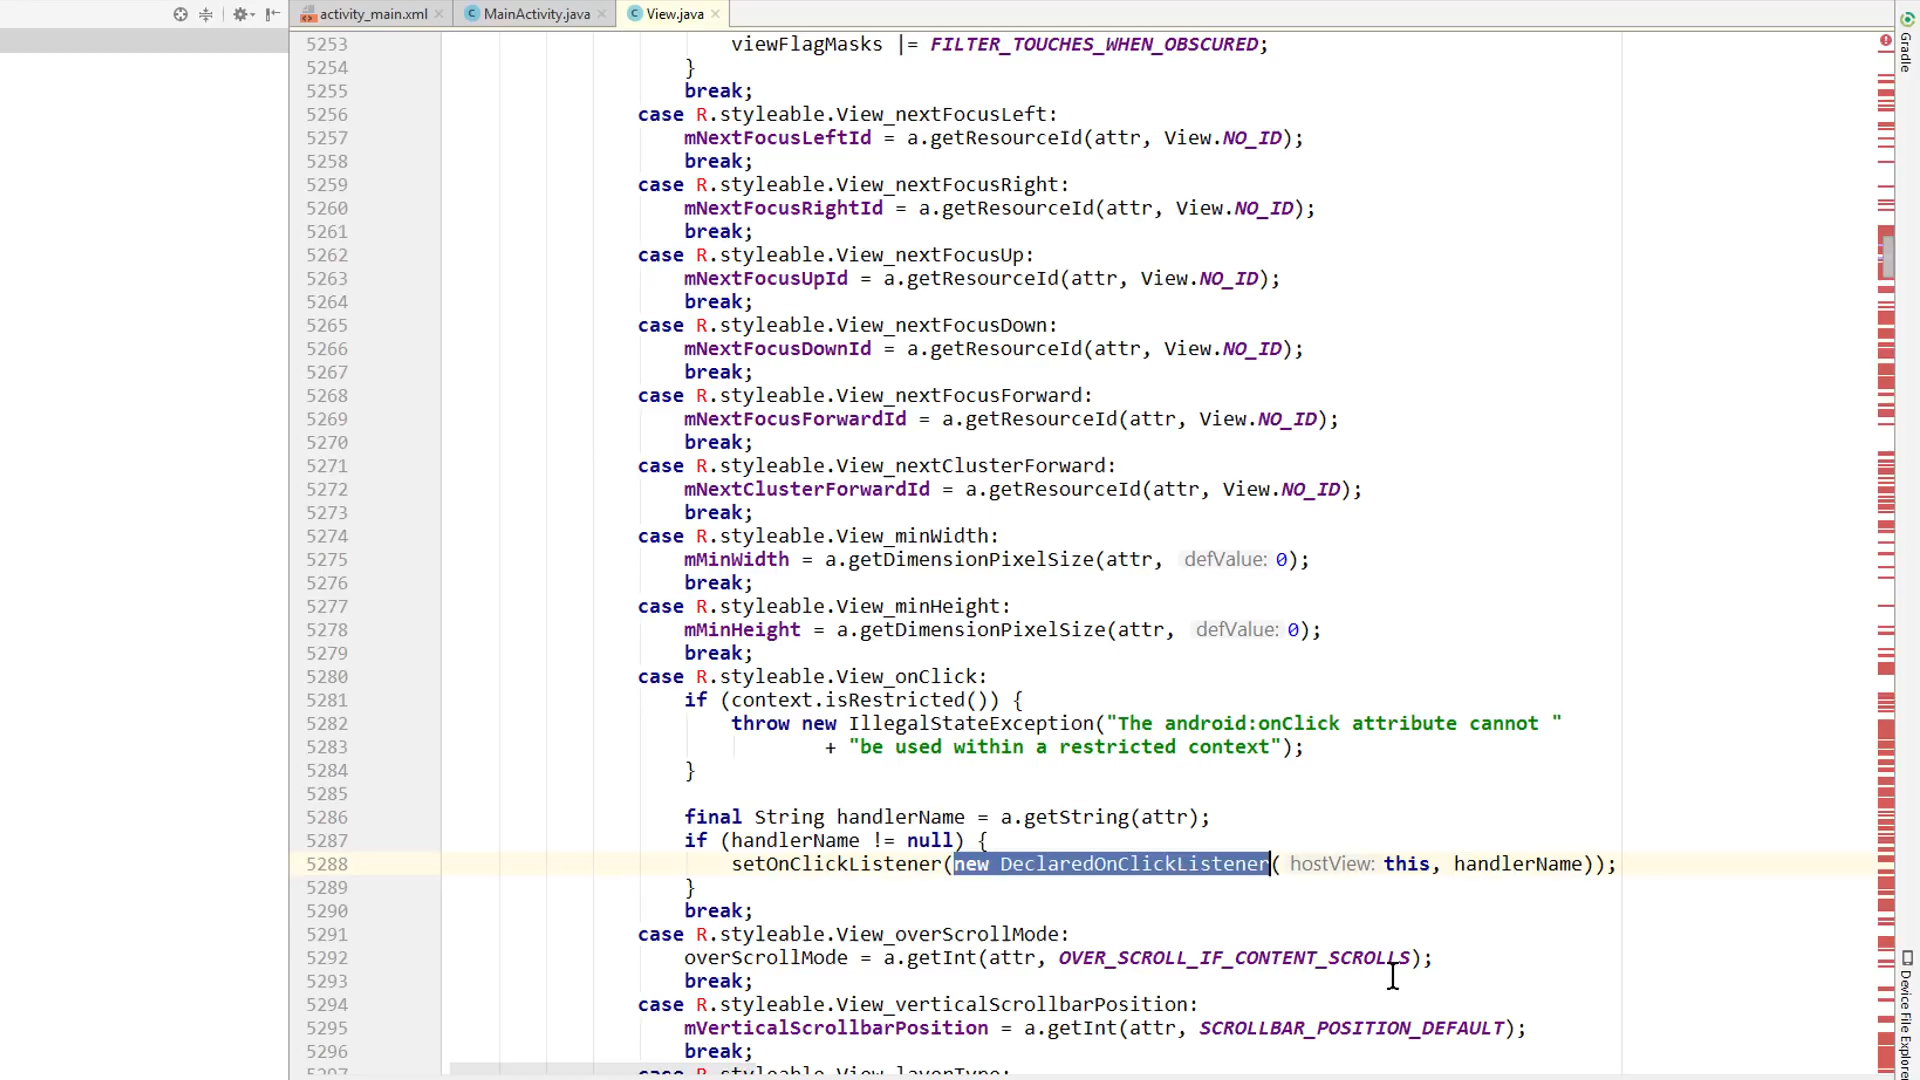 activity_main.xml MainActivity.java View.java
5253 viewFlagMasks |= FILTER_TOUCHES_WHEN_OBSCURED;
5254 }
5255 break;
5256 case R.styleable.View_nextFocusLeft:
5257 mNextFocusLeftId = a.getResourceId(attr, View.NO_ID);
5258 break;
5259 case R.styleable.View_nextFocusRight:
5260 mNextFocusRightId = a.getResourceId(attr, View.NO_ID);
5261 break;
5262 case R.styleable.View_nextFocusUp:
5263 mNextFocusUpId = a.getResourceId(attr, View.NO_ID);
5264 break;
5265 case R.styleable.View_nextFocusDown:
5266 mNextFocusDownId = a.getResourceId(attr, View.NO_ID);
5267 break;
5268 case R.styleable.View_nextFocusForward:
5269 mNextFocusForwardId = a.getResourceId(attr, View.NO_ID);
5270 break;
5271 case R.styleable.View_nextClusterForward:
5272 mNextClusterForwardId = a.getResourceId(attr, View.NO_ID);
5273 break;
5274 case R.styleable.View_minWidth:
5275 mMinWidth = a.getDimensionPixelSize(attr, defValue: 0);
5276 break;
5277 case R.styleable.View_minHeight:
5278 mMinHeight = a.getDimensionPixelSize(attr, defValue: 0);
5279 break;
5280 case R.styleable.View_onClick:
5281 if (context.isRestricted()) {
5282 throw new IllegalStateException("The android:onClick attribute cannot "
5283 + "be used within a restricted context");
5284 }
5285
5286 final String handlerName = a.getString(attr);
5287 if (handlerName != null) {
5288 setOnClickListener(new DeclaredOnClickListener( hostView: this, handlerName));
5289 }
5290 break;
5291 case R.styleable.View_overScrollMode:
5292 overScrollMode = a.getInt(attr, OVER_SCROLL_IF_CONTENT_SCROLLS);
5293 break;
5294 case R.styleable.View_verticalScrollbarPosition:
5295 mVerticalScrollbarPosition = a.getInt(attr, SCROLLBAR_POSITION_DEFAULT);
5296 break;
5297 case R.styleable.View_layerType:
Gradle
Device File Explorer